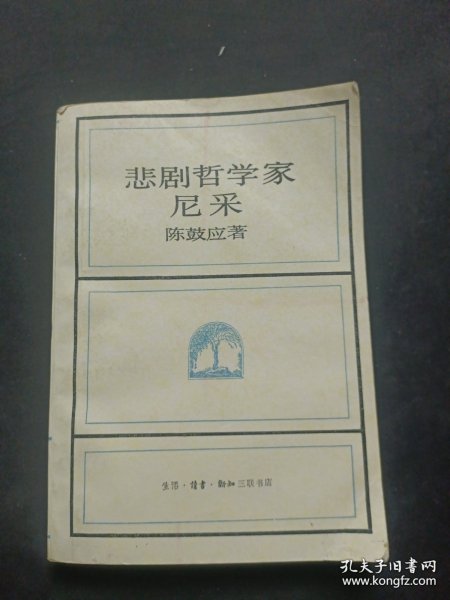 悲剧哲学家
尼采
陈鼓应著
生活·读书·新知三联书店
孔夫子旧书网
www.kongfz.com